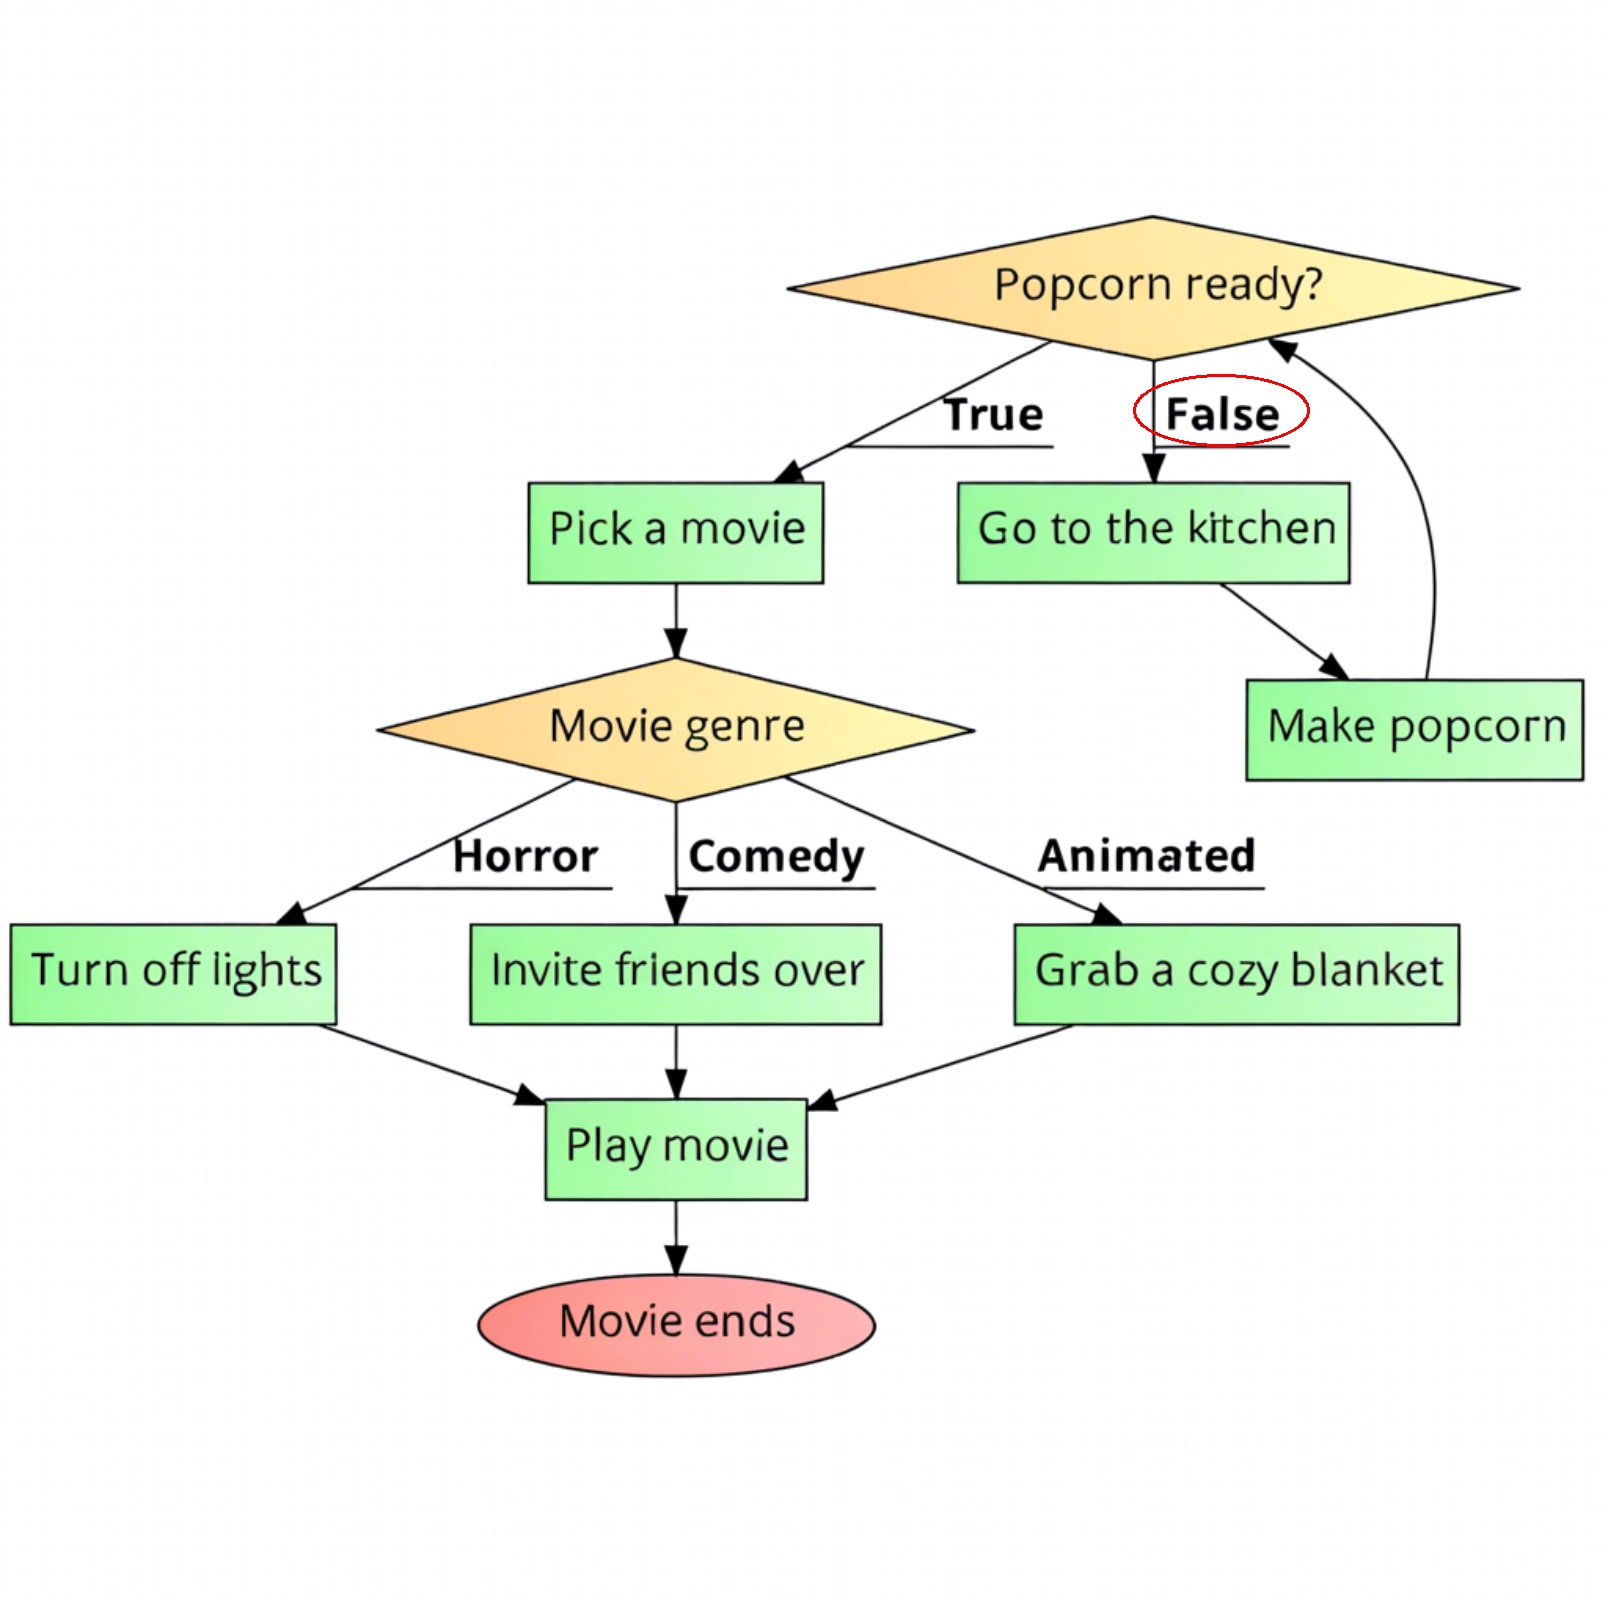 Popcorn ready?
True
False
Pick a movie
Go to the kitchen
Movie genre
Make popcorn
Horror
Comedy
Animated
Turn off lights
Invite friends over
Grab a cozy blanket
Play movie
Movie ends